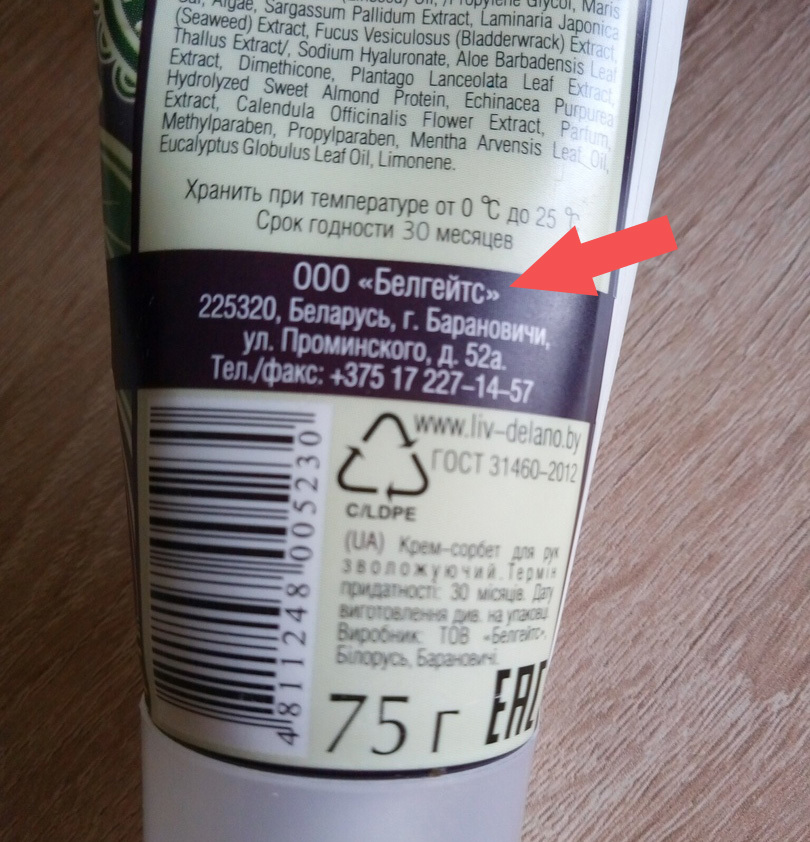 Oil, Propylene Glycol, Maris
Sal, Algae, Sargassum Pallidum Extract, Laminaria Japonica
(Seaweed) Extract, Fucus Vesiculosus (Bladderwrack) Extract,
Thallus Extract/, Sodium Hyaluronate, Aloe Barbadensis Leaf
Extract, Dimethicone, Plantago Lanceolata Leaf Extract,
Hydrolyzed Sweet Almond Protein, Echinacea Purpurea
Extract, Calendula Officinalis Flower Extract, Parfum,
Methylparaben, Propylparaben, Mentha Arvensis Leaf Oil,
Eucalyptus Globulus Leaf Oil, Limonene.
Хранить при температуре от 0 °C до 25 °C
Срок годности 30 месяцев
ООО «Белгейтс»
225320, Беларусь, г. Барановичи,
ул. Проминского, д. 52а.
Тел./факс: +375 17 227-14-57
www.liv-delano.by
ГОСТ 31460-2012
C/LDPE
(UA) Крем-сорбет для рук
зволожуючий. Термін
придатності: 30 місяців. Дату
виготовлення див. на упаковці
Виробник: ТОВ «Белгейтс».
Білорусь, Барановичі.
4811248005230
75 г
EAC